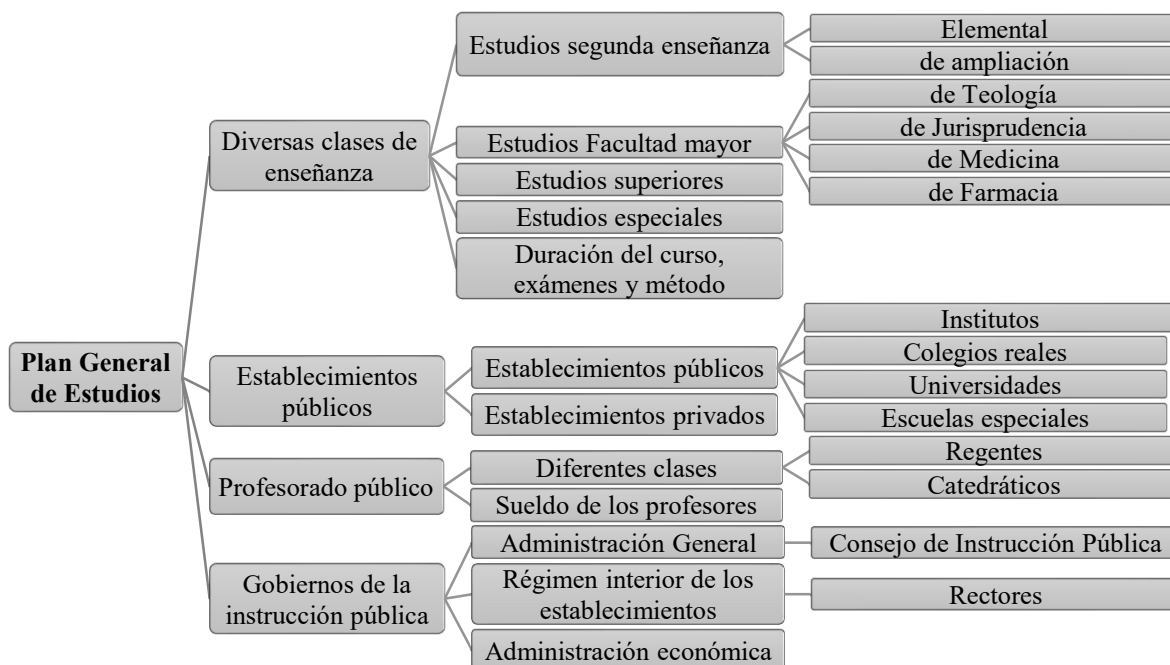 Plan General
de Estudios
Diversas clases de
enseñanza
Estudios segunda enseñanza
Elemental
de ampliación
Estudios Facultad mayor
de Teología
de Jurisprudencia
de Medicina
de Farmacia
Estudios superiores
Estudios especiales
Duración del curso,
exámenes y método
Establecimientos
públicos
Establecimientos públicos
Institutos
Colegios reales
Universidades
Escuelas especiales
Establecimientos privados
Profesorado público
Diferentes clases
Regentes
Catedráticos
Sueldo de los profesores
Gobiernos de la
instrucción pública
Administración General
Consejo de Instrucción Pública
Régimen interior de los
establecimientos
Rectores
Administración económica